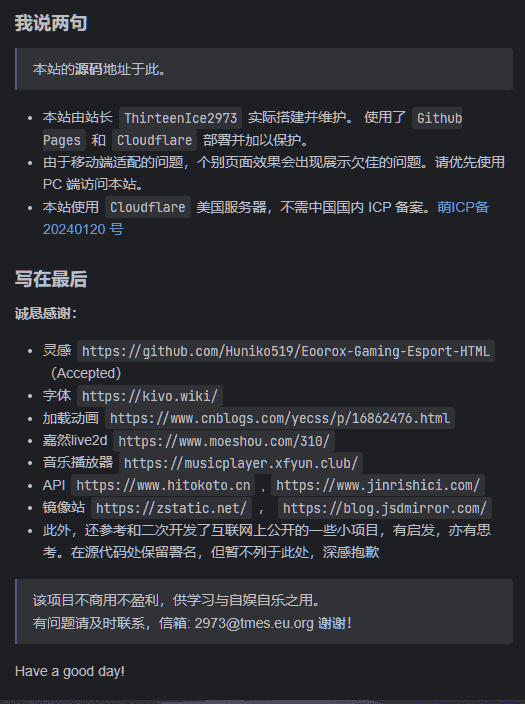 我说两句
本站的源码地址于此。
本站由站长 ThirteenIce2973 实际搭建并维护。 使用了 Github
Pages 和 Cloudflare 部署并加以保护。
由于移动端适配的问题，个别页面效果会出现展示欠佳的问题。请优先使用
PC 端访问本站。
本站使用 Cloudflare 美国服务器，不需中国国内 ICP 备案。萌ICP备
20240120 号
写在最后
诚恳感谢：
灵感 https://github.com/Huniko519/Eoorox-Gaming-Esport-HTML
（Accepted）
字体 https://kivo.wiki/
加载动画 https://www.cnblogs.com/yecss/p/16862476.html
嘉然live2d https://www.moeshou.com/310/
音乐播放器 https://musicplayer.xfyun.club/
API https://www.hitokoto.cn , https://www.jinrishici.com/
镜像站 https://zstatic.net/ ， https://blog.jsdmirror.com/
此外，还参考和二次开发了互联网上公开的一些小项目，有启发，亦有思
考。在源代码处保留署名，但暂不列于此处，深感抱歉
该项目不商用不盈利，供学习与自娱自乐之用。
有问题请及时联系，信箱: 2973@tmes.eu.org 谢谢！
Have a good day!